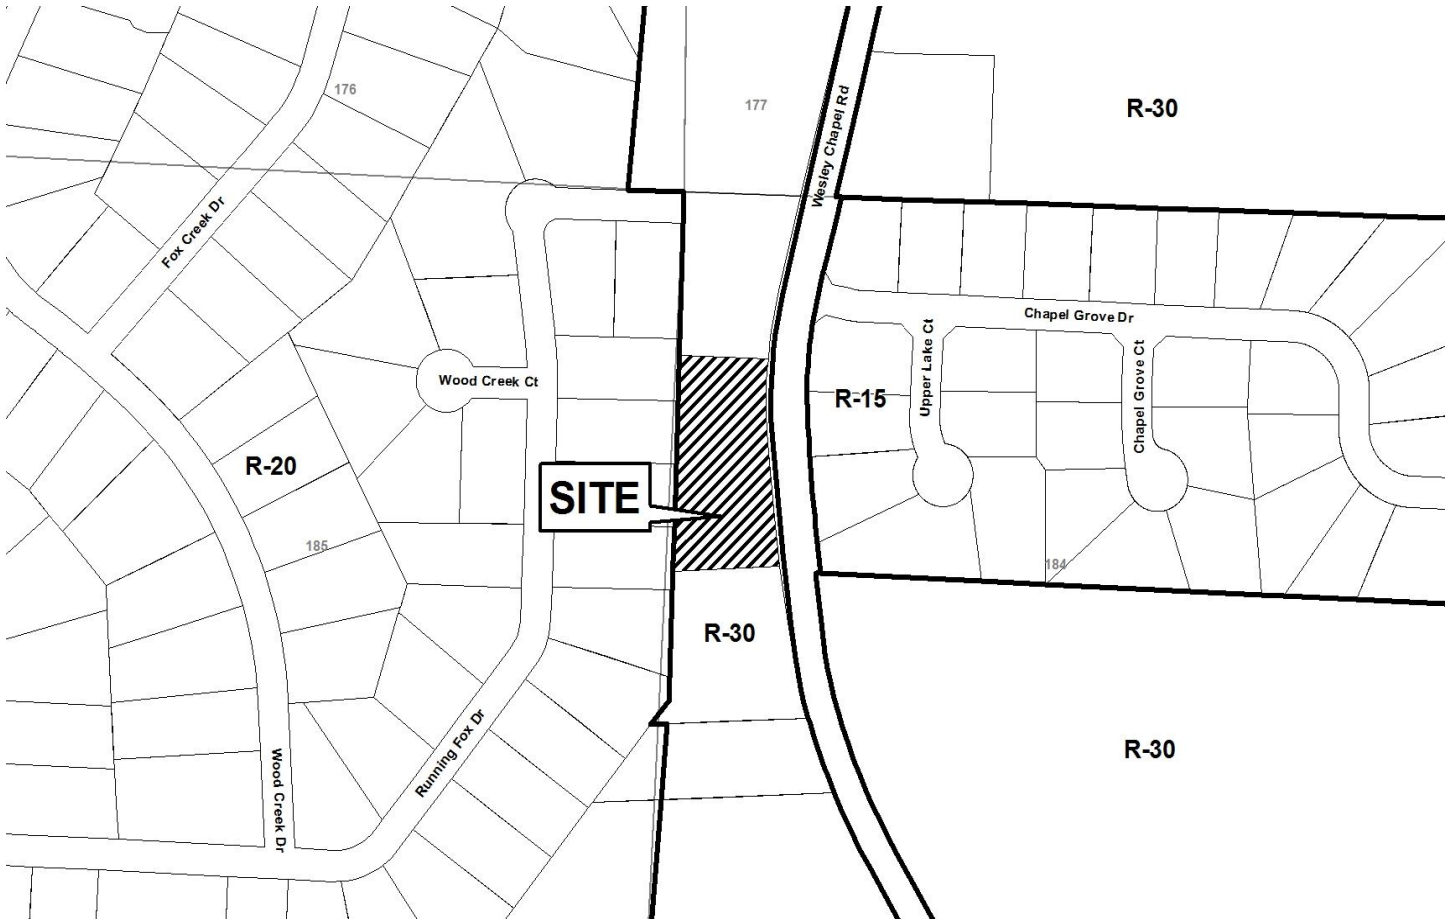 176
177
R-30
Wesley Chapel Rd
Fox Creek Dr
Chapel Grove Dr
Upper Lake Ct
Chapel Grove Ct
Wood Creek Ct
R-15
R-20
SITE
185
184
R-30
Running Fox Dr
R-30
Wood Creek Dr